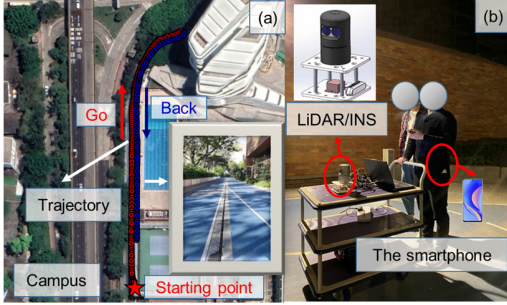 (a)
Go
Back
Trajectory
Campus
Starting point
(b)
LiDAR/INS
The smartphone